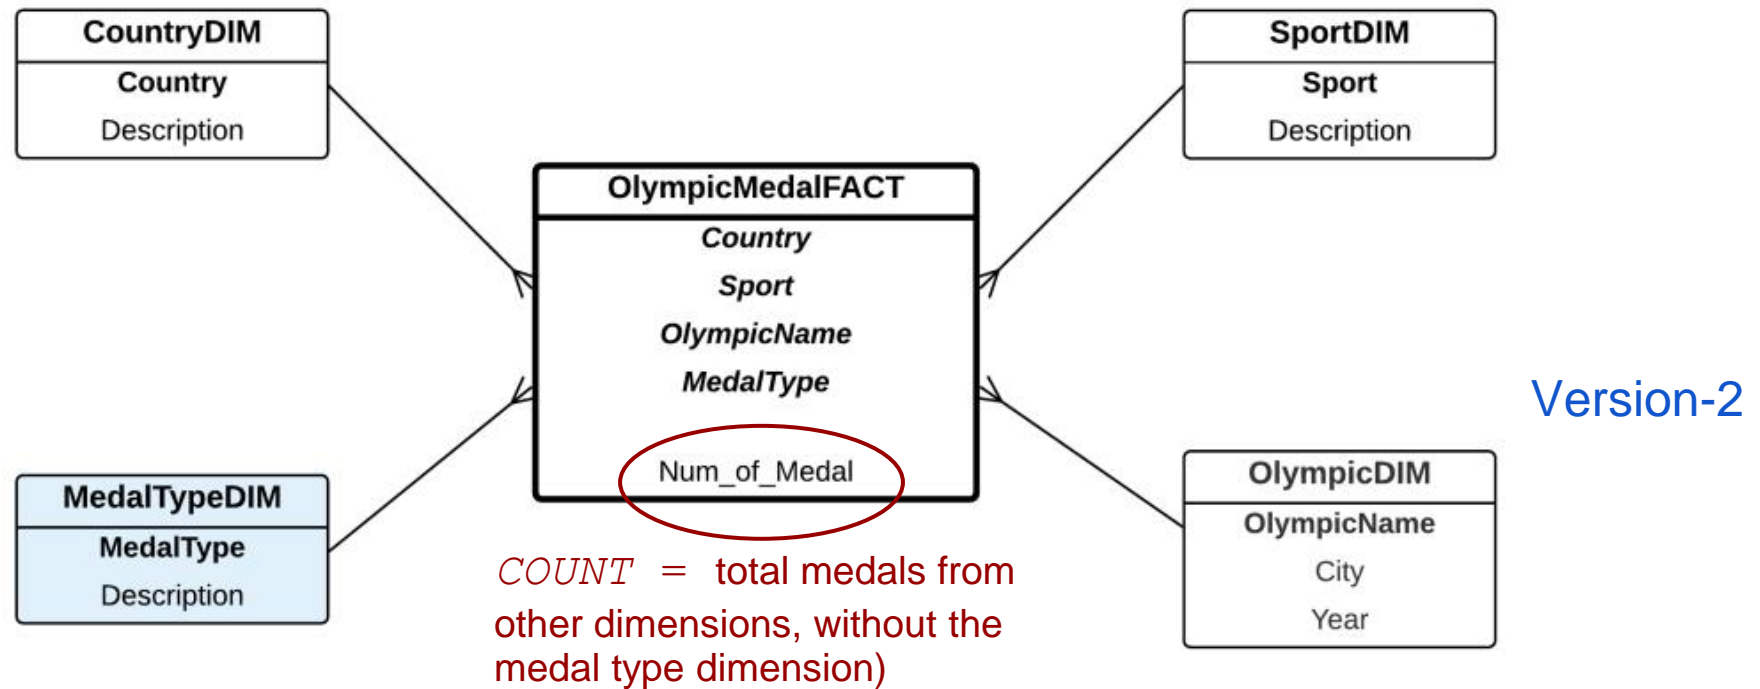 CountryDIM
Country
Description
SportDIM
Sport
Description
OlympicMedalFACT
Country
Sport
OlympicName
MedalType
Num_of_Medal
Version-2
MedalTypeDIM
MedalType
Description
OlympicDIM
OlympicName
City
Year
COUNT = total medals from
other dimensions, without the
medal type dimension)